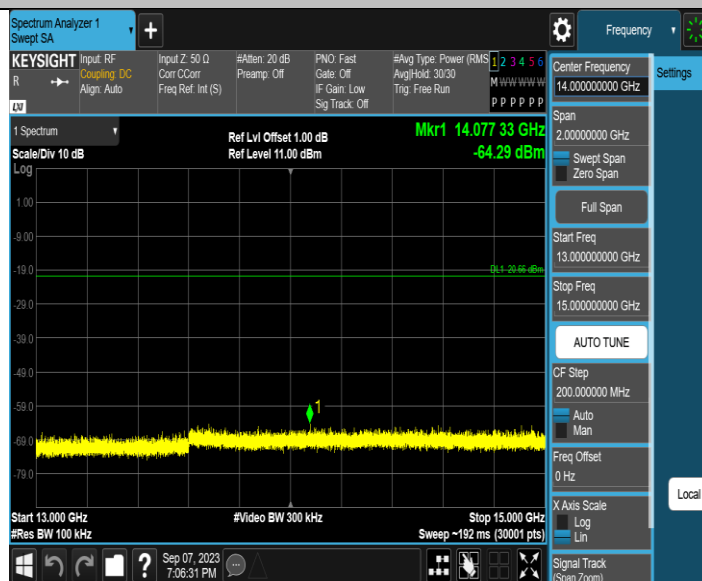 Spectrum Analyzer 1
Swept SA
▼
+
Frequency
▼
KEYSIGHT
R
LXI
Input: RF
Coupling: DC
Align: Auto
Input Z: 50 Ω
Corr CCorr
Freq Ref: Int (S)
#Atten: 20 dB
Preamp: Off
PNO: Fast
Gate: Off
IF Gain: Low
Sig Track: Off
#Avg Type: Power (RMS
Avg|Hold: 30/30
Trig: Free Run
1 2 3 4 5 6
M W W W W W
P P P P P P
1 Spectrum
▼
Scale/Div 10 dB
Log
Ref Lvl Offset 1.00 dB
Ref Level 11.00 dBm
Mkr1 14.077 33 GHz
-64.29 dBm
1.00
-9.00
-19.0
-29.0
-39.0
-49.0
-59.0
-69.0
-79.0
DL1 -20.66 dBm
1
Start 13.000 GHz
#Res BW 100 kHz
#Video BW 300 kHz
Stop 15.000 GHz
Sweep ~192 ms (30001 pts)
Sep 07, 2023
7:06:31 PM
?
Center Frequency
14.000000000 GHz
Span
2.00000000 GHz
Swept Span
Zero Span
Full Span
Start Freq
13.000000000 GHz
Stop Freq
15.000000000 GHz
AUTO TUNE
CF Step
200.000000 MHz
Auto
Man
Freq Offset
0 Hz
X Axis Scale
Log
Lin
Signal Track
(Span Zoom)
Settings
Local